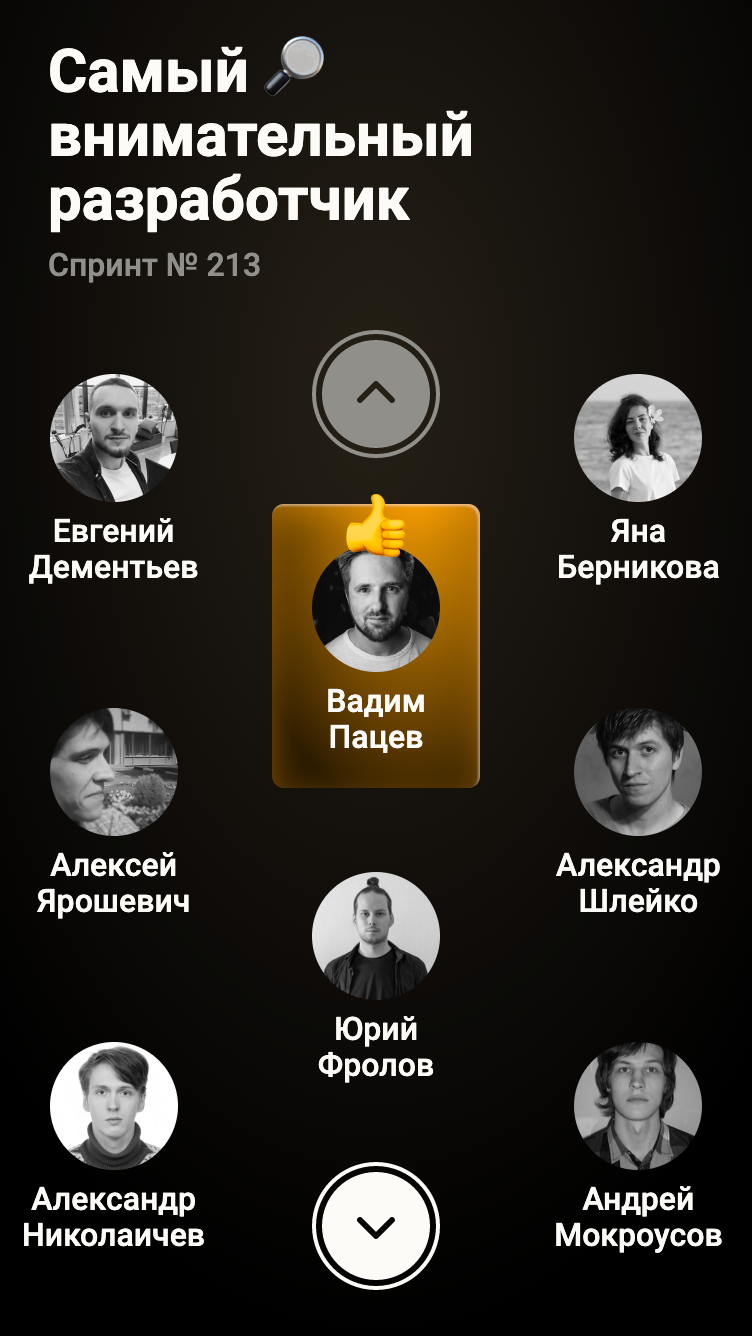 Самый
внимательный
разработчик
Спринт № 213
Евгений
Дементьев
Яна
Берникова
Вадим
Пацев
Алексей
Ярошевич
Александр
Шлейко
Юрий
Фролов
Александр
Николаичев
Андрей
Мокроусов